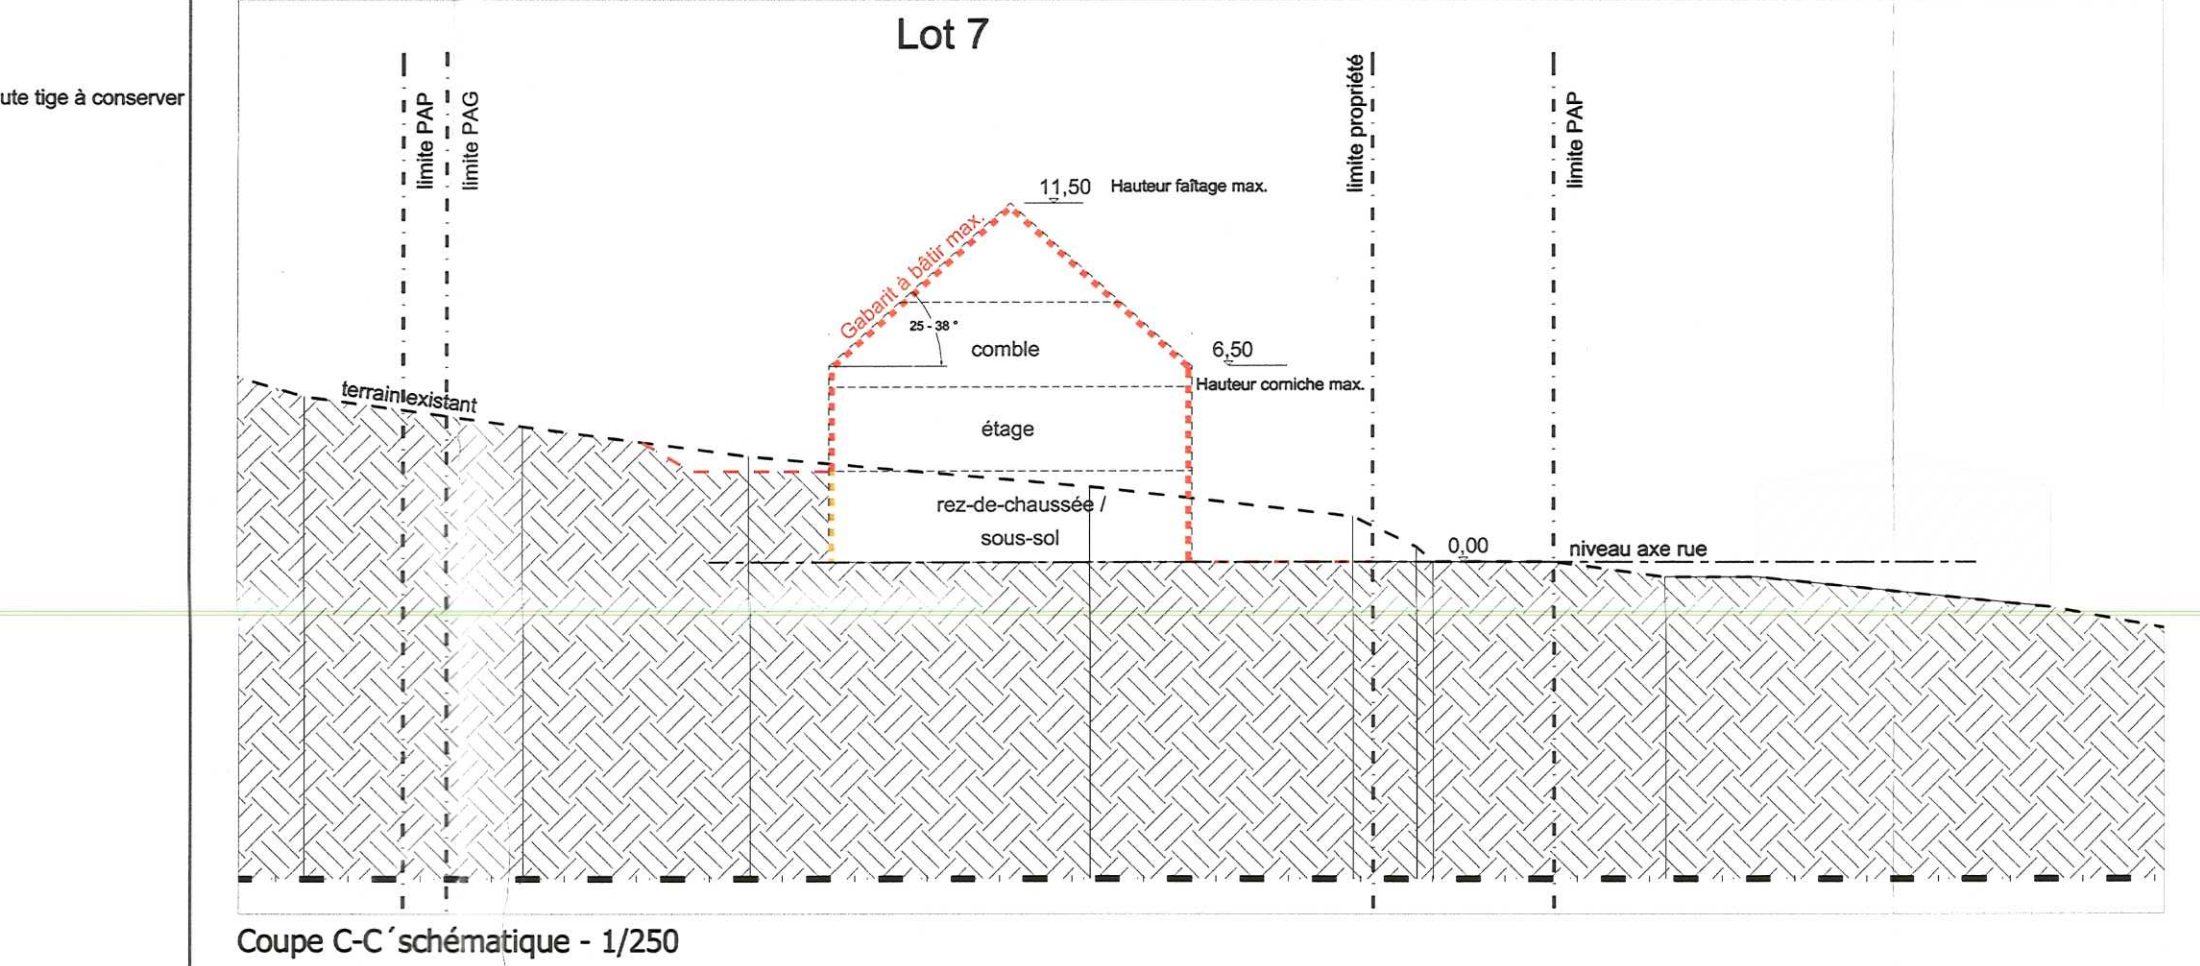 Lot 7
ute tige à conserver
limite PAP
limite PAG
limite propriété
limite PAP
11,50 Hauteur faîtage max.
Gabarit à bâtir max.
25 - 38 °
comble
6,50
Hauteur corniche max.
terrain existant
étage
rez-de-chaussée /
sous-sol
0,00
niveau axe rue
Coupe C-C´schématique - 1/250